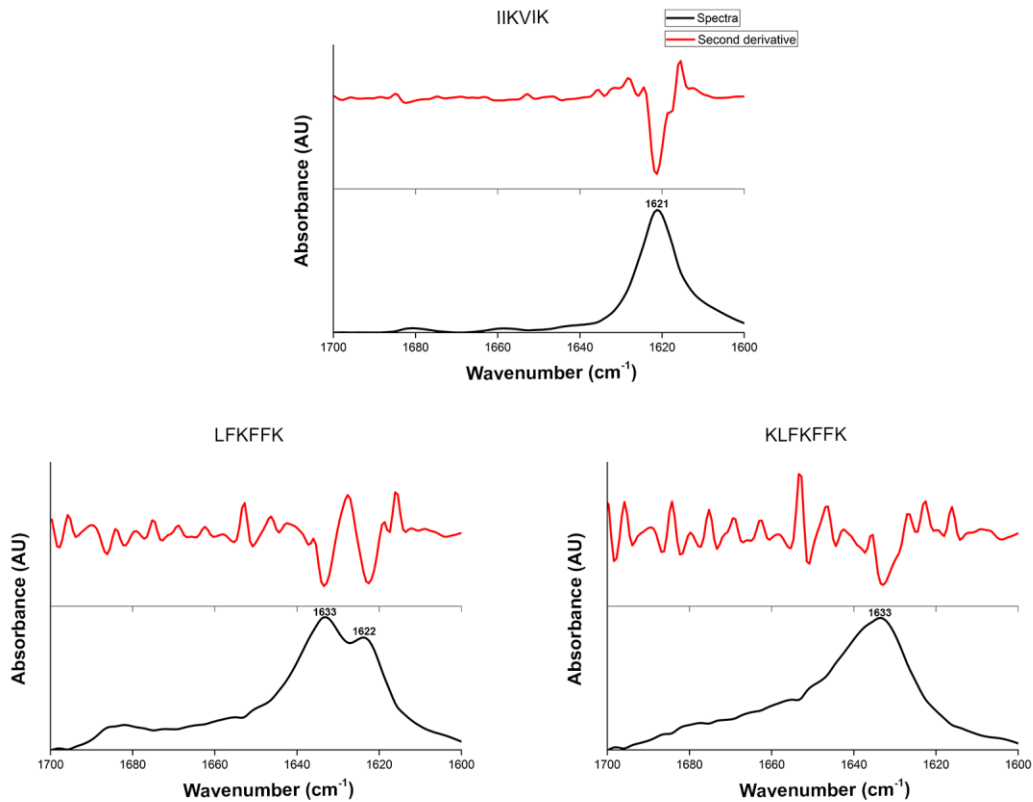 IIKVIK
Spectra
Second derivative
Absorbance (AU)
1621
1700 1680 1660 1640 1620 1600
Wavenumber (cm⁻¹)
LFKFFK
Absorbance (AU)
1633
1622
1700 1680 1660 1640 1620 1600
Wavenumber (cm⁻¹)
KLFKFFK
Absorbance (AU)
1633
1700 1680 1660 1640 1620 1600
Wavenumber (cm⁻¹)